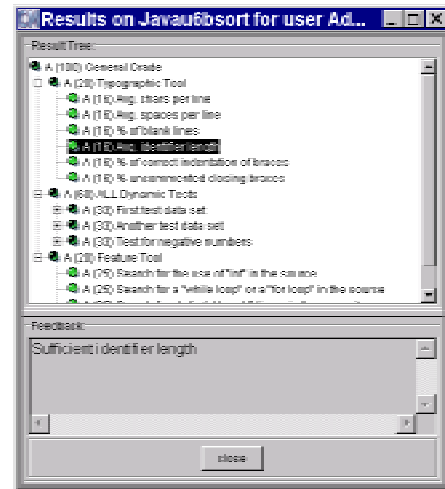 Results on Javau6bsort for user Ad...
Result Tree:
A (100) General Grade
A (20) Typographic Tool
A (16) Avg. chars per line
A (16) Avg. spaces per line
A (16) % of blank lines
A (16) Avg. identifier length
A (16) % of correct indentation of braces
A (16) % uncommented closing braces
A (60) ALL Dynamic Tests
A (30) First test data set
A (30) Another test data set
A (30) Test for negative numbers
A (20) Feature Tool
A (25) Search for the use of "int" in the source
A (25) Search for a "while loop" or a "for loop" in the source
Feedback:
Sufficient identifier length
close